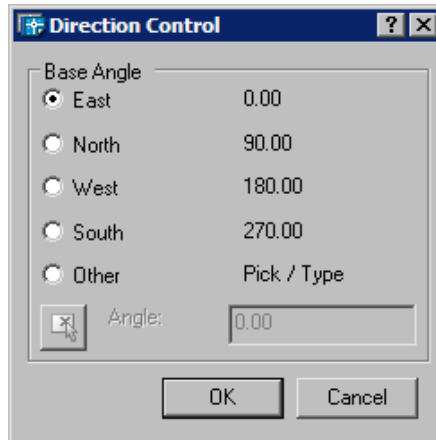 Direction Control
Base Angle
East 0.00
North 90.00
West 180.00
South 270.00
Other Pick / Type
Angle: 0.00
OK Cancel